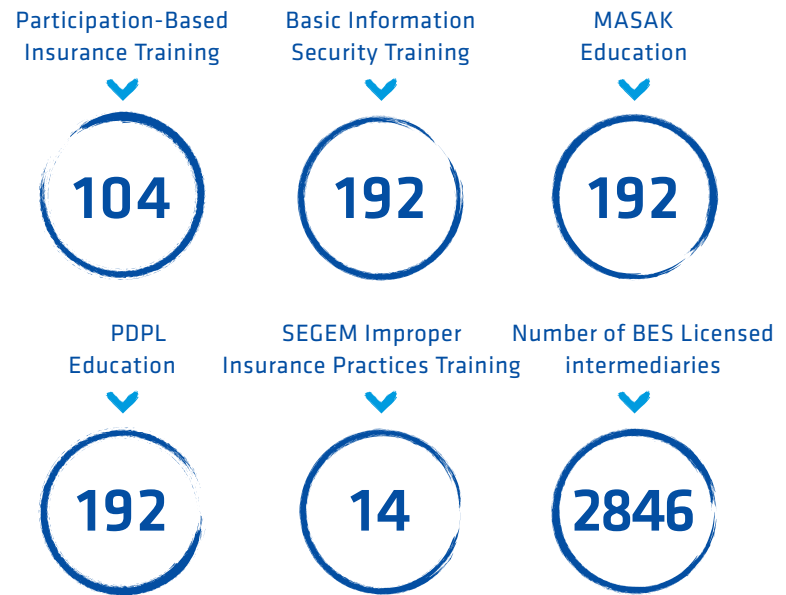 Participation-Based
Insurance Training
104
Basic Information
Security Training
192
MASAK
Education
192
PDPL
Education
192
SEGEM Improper
Insurance Practices Training
14
Number of BES Licensed
intermediaries
2846